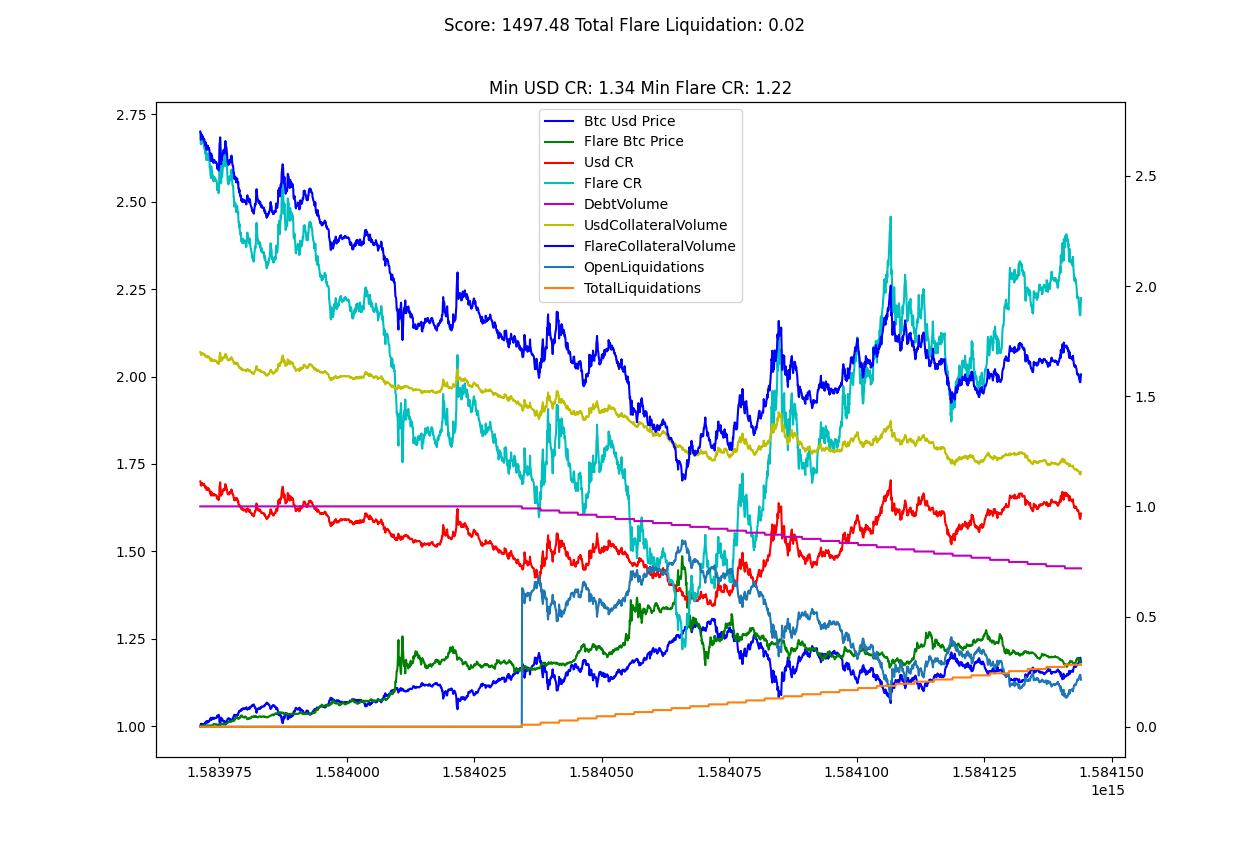 Score: 1497.48 Total Flare Liquidation: 0.02
Min USD CR: 1.34 Min Flare CR: 1.22
Btc Usd Price
Flare Btc Price
Usd CR
Flare CR
DebtVolume
UsdCollateralVolume
FlareCollateralVolume
OpenLiquidations
TotalLiquidations
2.75
2.50
2.25
2.00
1.75
1.50
1.25
1.00
2.5
2.0
1.5
1.0
0.5
0.0
1.583975 1.584000 1.584025 1.584050 1.584075 1.584100 1.584125 1.584150
1e15